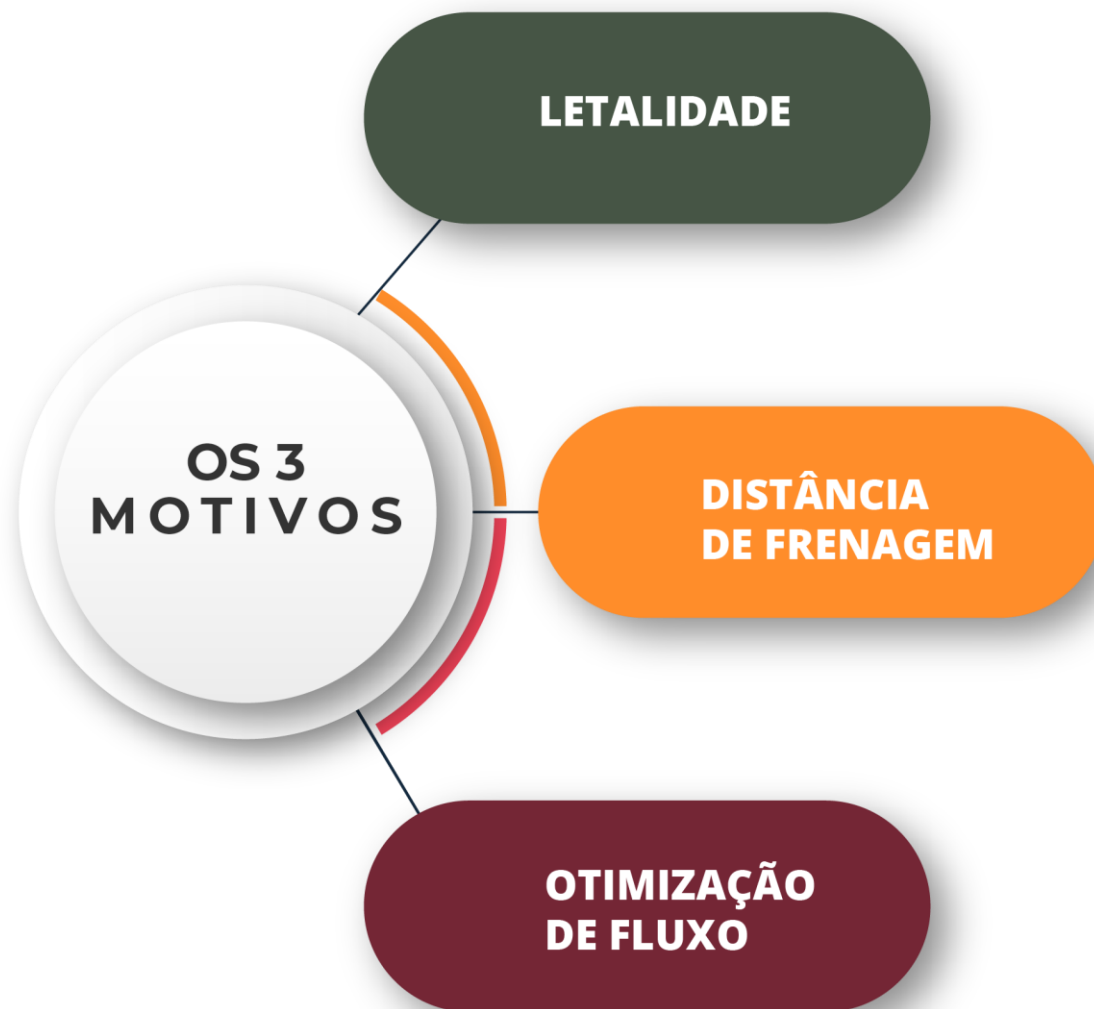 LETALIDADE
OS 3
MOTIVOS
DISTÂNCIA
DE FRENAGEM
OTIMIZAÇÃO
DE FLUXO